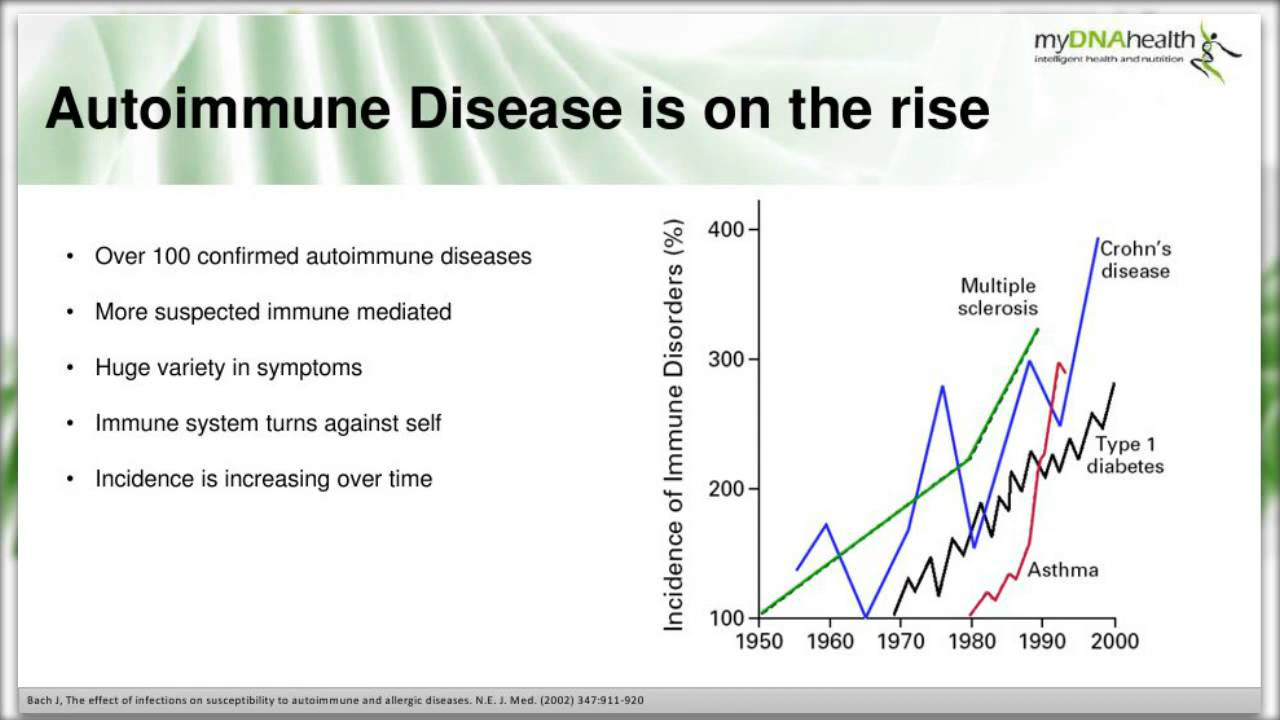 myDNAhealth
intelligent health and nutrition
Autoimmune Disease is on the rise
• Over 100 confirmed autoimmune diseases
• More suspected immune mediated
• Huge variety in symptoms
• Immune system turns against self
• Incidence is increasing over time
Incidence of Immune Disorders (%)
400
300
200
100
1950 1960 1970 1980 1990 2000
Multiple
sclerosis
Crohn's
disease
Type 1
diabetes
Asthma
Bach J, The effect of infections on susceptibility to autoimmune and allergic diseases. N.E. J. Med. (2002) 347:911-920